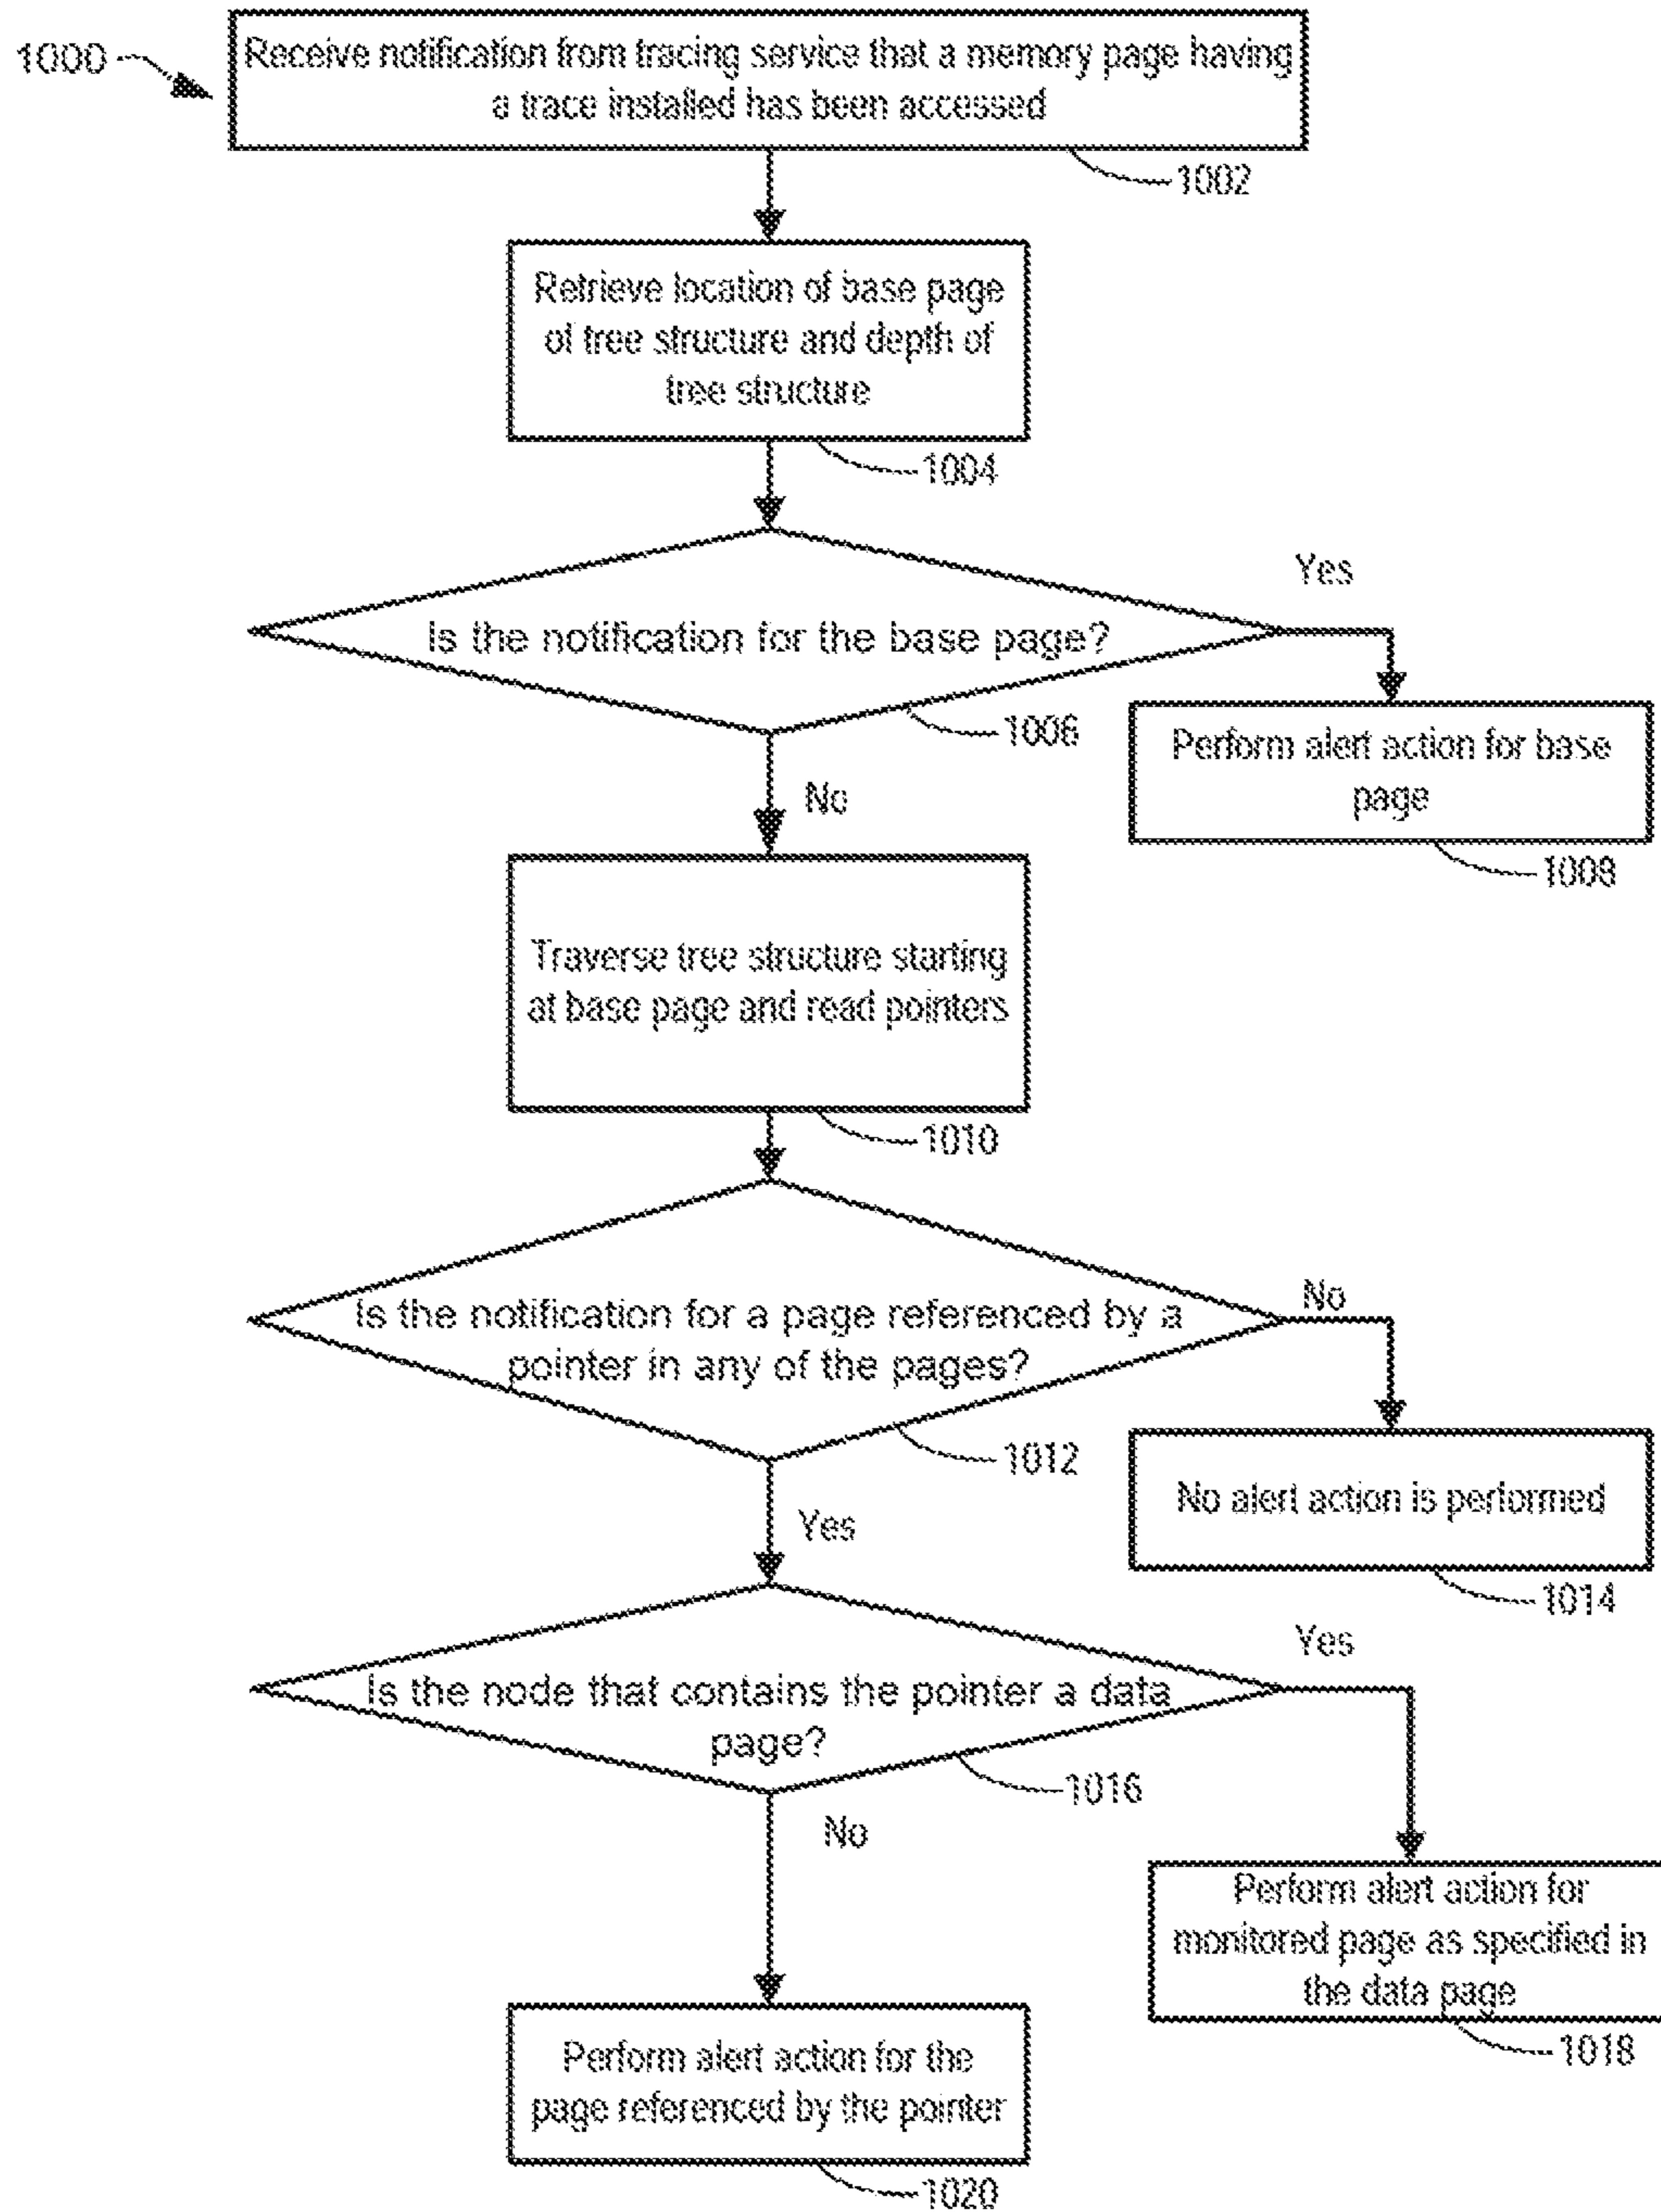 1000
Receive notification from tracing service that a memory page having
a trace installed has been accessed
1002
Retrieve location of base page
of tree structure and depth of
tree structure
1004
Yes
Is the notification for the base page?
1006
Perform alert action for base
page
No
1008
Traverse tree structure starting
at base page and read pointers
1010
No
Is the notification for a page referenced by a
pointer in any of the pages?
1012
No alert action is performed
Yes
1014
Yes
Is the node that contains the pointer a data
page?
1016
No
Perform alert action for
monitored page as specified in
the data page
1018
Perform alert action for the
page referenced by the pointer
1020